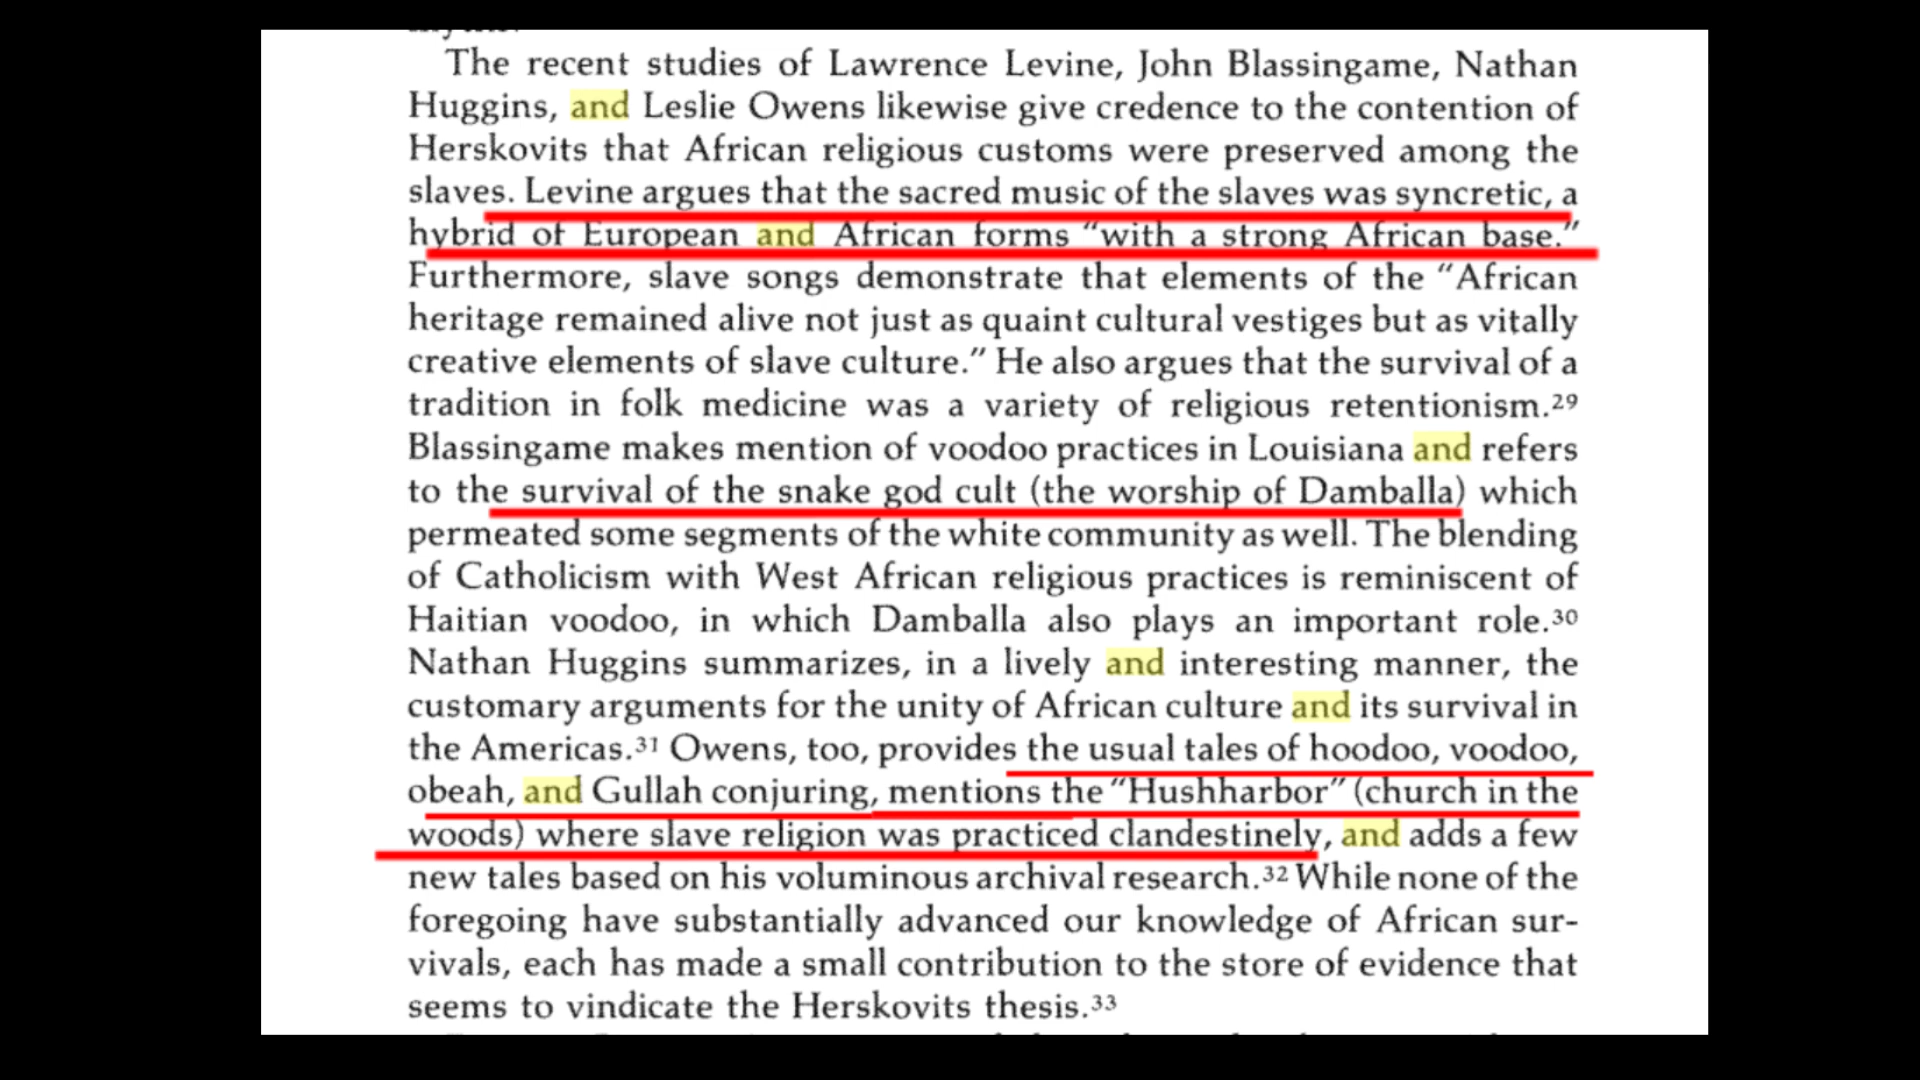 The recent studies of Lawrence Levine, John Blassingame, Nathan
Huggins, and Leslie Owens likewise give credence to the contention of
Herskovits that African religious customs were preserved among the
slaves. Levine argues that the sacred music of the slaves was syncretic, a
hybrid of European and African forms “with a strong African base.”
Furthermore, slave songs demonstrate that elements of the “African
heritage remained alive not just as quaint cultural vestiges but as vitally
creative elements of slave culture.” He also argues that the survival of a
tradition in folk medicine was a variety of religious retentionism.²⁹
Blassingame makes mention of voodoo practices in Louisiana and refers
to the survival of the snake god cult (the worship of Damballa) which
permeated some segments of the white community as well. The blending
of Catholicism with West African religious practices is reminiscent of
Haitian voodoo, in which Damballa also plays an important role.³⁰
Nathan Huggins summarizes, in a lively and interesting manner, the
customary arguments for the unity of African culture and its survival in
the Americas.³¹ Owens, too, provides the usual tales of hoodoo, voodoo,
obeah, and Gullah conjuring, mentions the “Hushharbor” (church in the
woods) where slave religion was practiced clandestinely, and adds a few
new tales based on his voluminous archival research.³² While none of the
foregoing have substantially advanced our knowledge of African sur-
vivals, each has made a small contribution to the store of evidence that
seems to vindicate the Herskovits thesis.³³